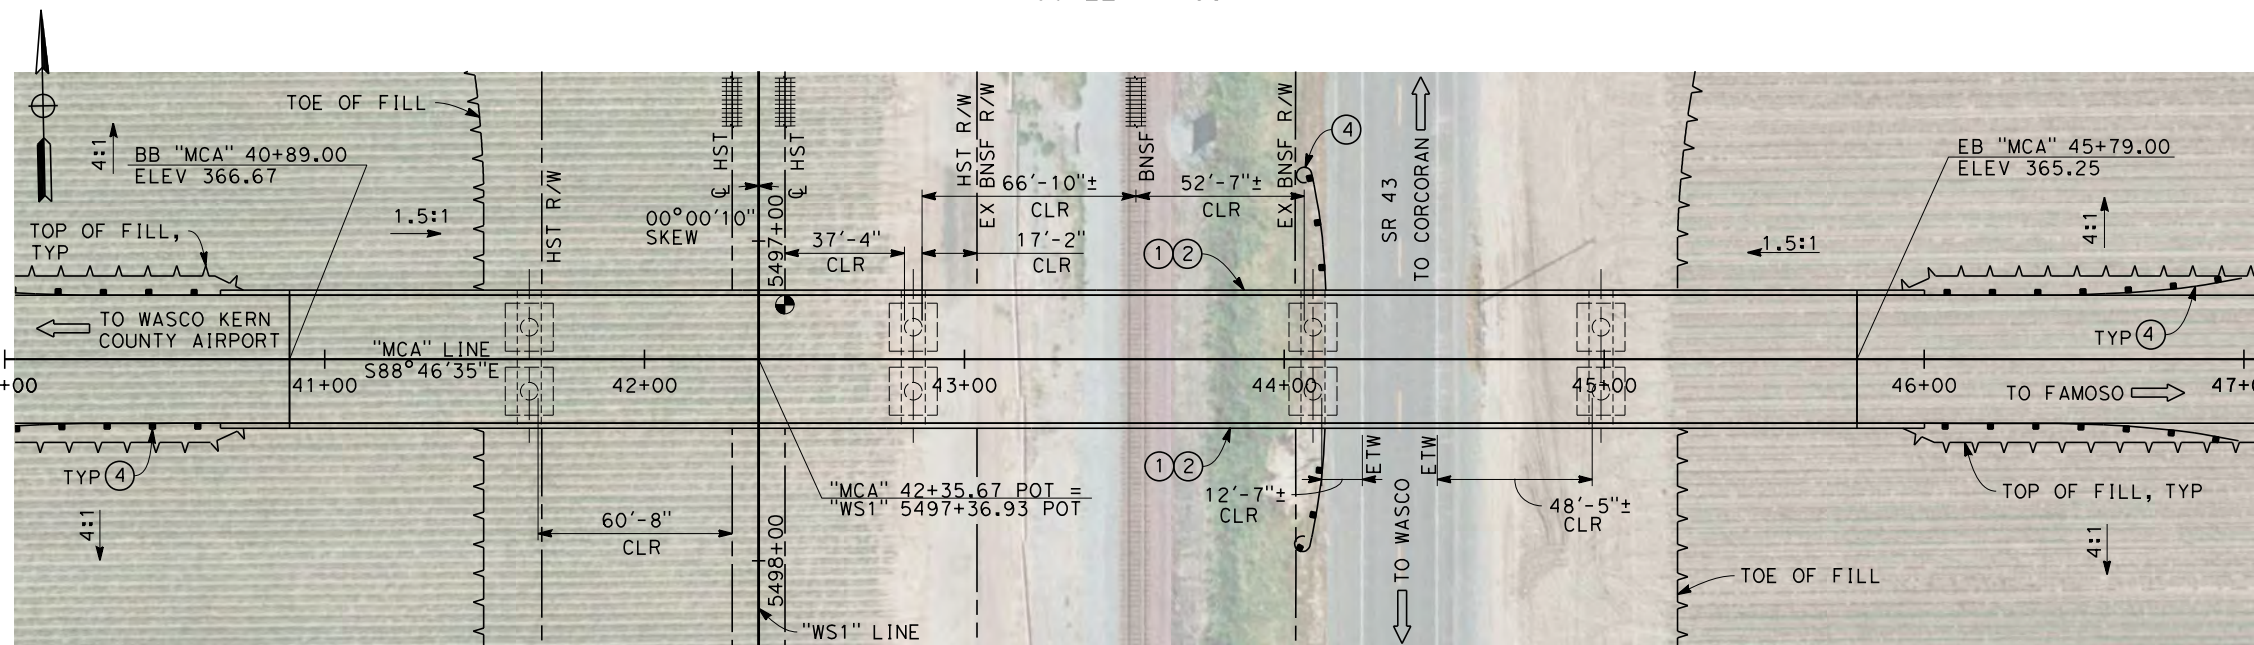 TOE OF FILL
4:1
BB "MCA" 40+89.00
ELEV 366.67
TOP OF FILL,
TYP
1.5:1
HST R/W
℄ HST
℄ HST
00°00'10"
SKEW
5497+00
37'-4"
CLR
HST R/W
EX BNSF R/W
66'-10"±
CLR
17'-2"
CLR
BNSF
52'-7"±
CLR
EX BNSF R/W
4
SR 43
TO CORCORAN
1 2
1.5:1
EB "MCA" 45+79.00
ELEV 365.25
4:1
TO WASCO KERN
COUNTY AIRPORT
"MCA" LINE
S88°46'35"E
TYP 4
+00
41+00
42+00
43+00
44+00
45+00
46+00
TO FAMOSO
TYP 4
4:1
60'-8"
CLR
"MCA" 42+35.67 POT =
"WS1" 5497+36.93 POT
5498+00
"WS1" LINE
1 2
12'-7"±
CLR
ETW
ETW
TO WASCO
48'-5"±
CLR
TOP OF FILL, TYP
4:1
TOE OF FILL